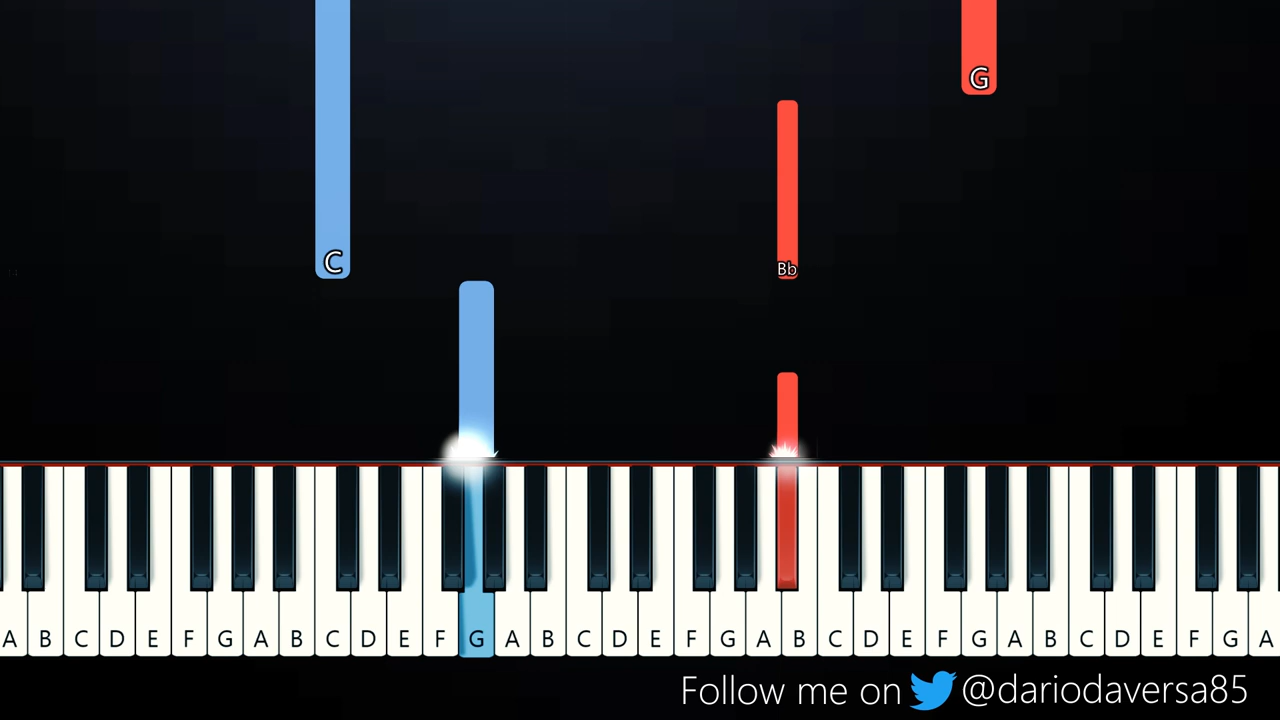 G
C
Bb
A B C D E F G A B C D E F G A B C D E F G A B C D E F G A B C D E F G A
Follow me on @dariodaversa85